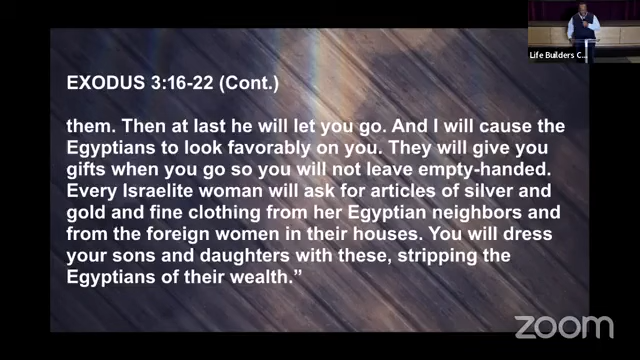 Life Builders C...
EXODUS 3:16-22 (Cont.)
them. Then at last he will let you go. And I will cause the
Egyptians to look favorably on you. They will give you
gifts when you go so you will not leave empty-handed.
Every Israelite woman will ask for articles of silver and
gold and fine clothing from her Egyptian neighbors and
from the foreign women in their houses. You will dress
your sons and daughters with these, stripping the
Egyptians of their wealth.”
zoom